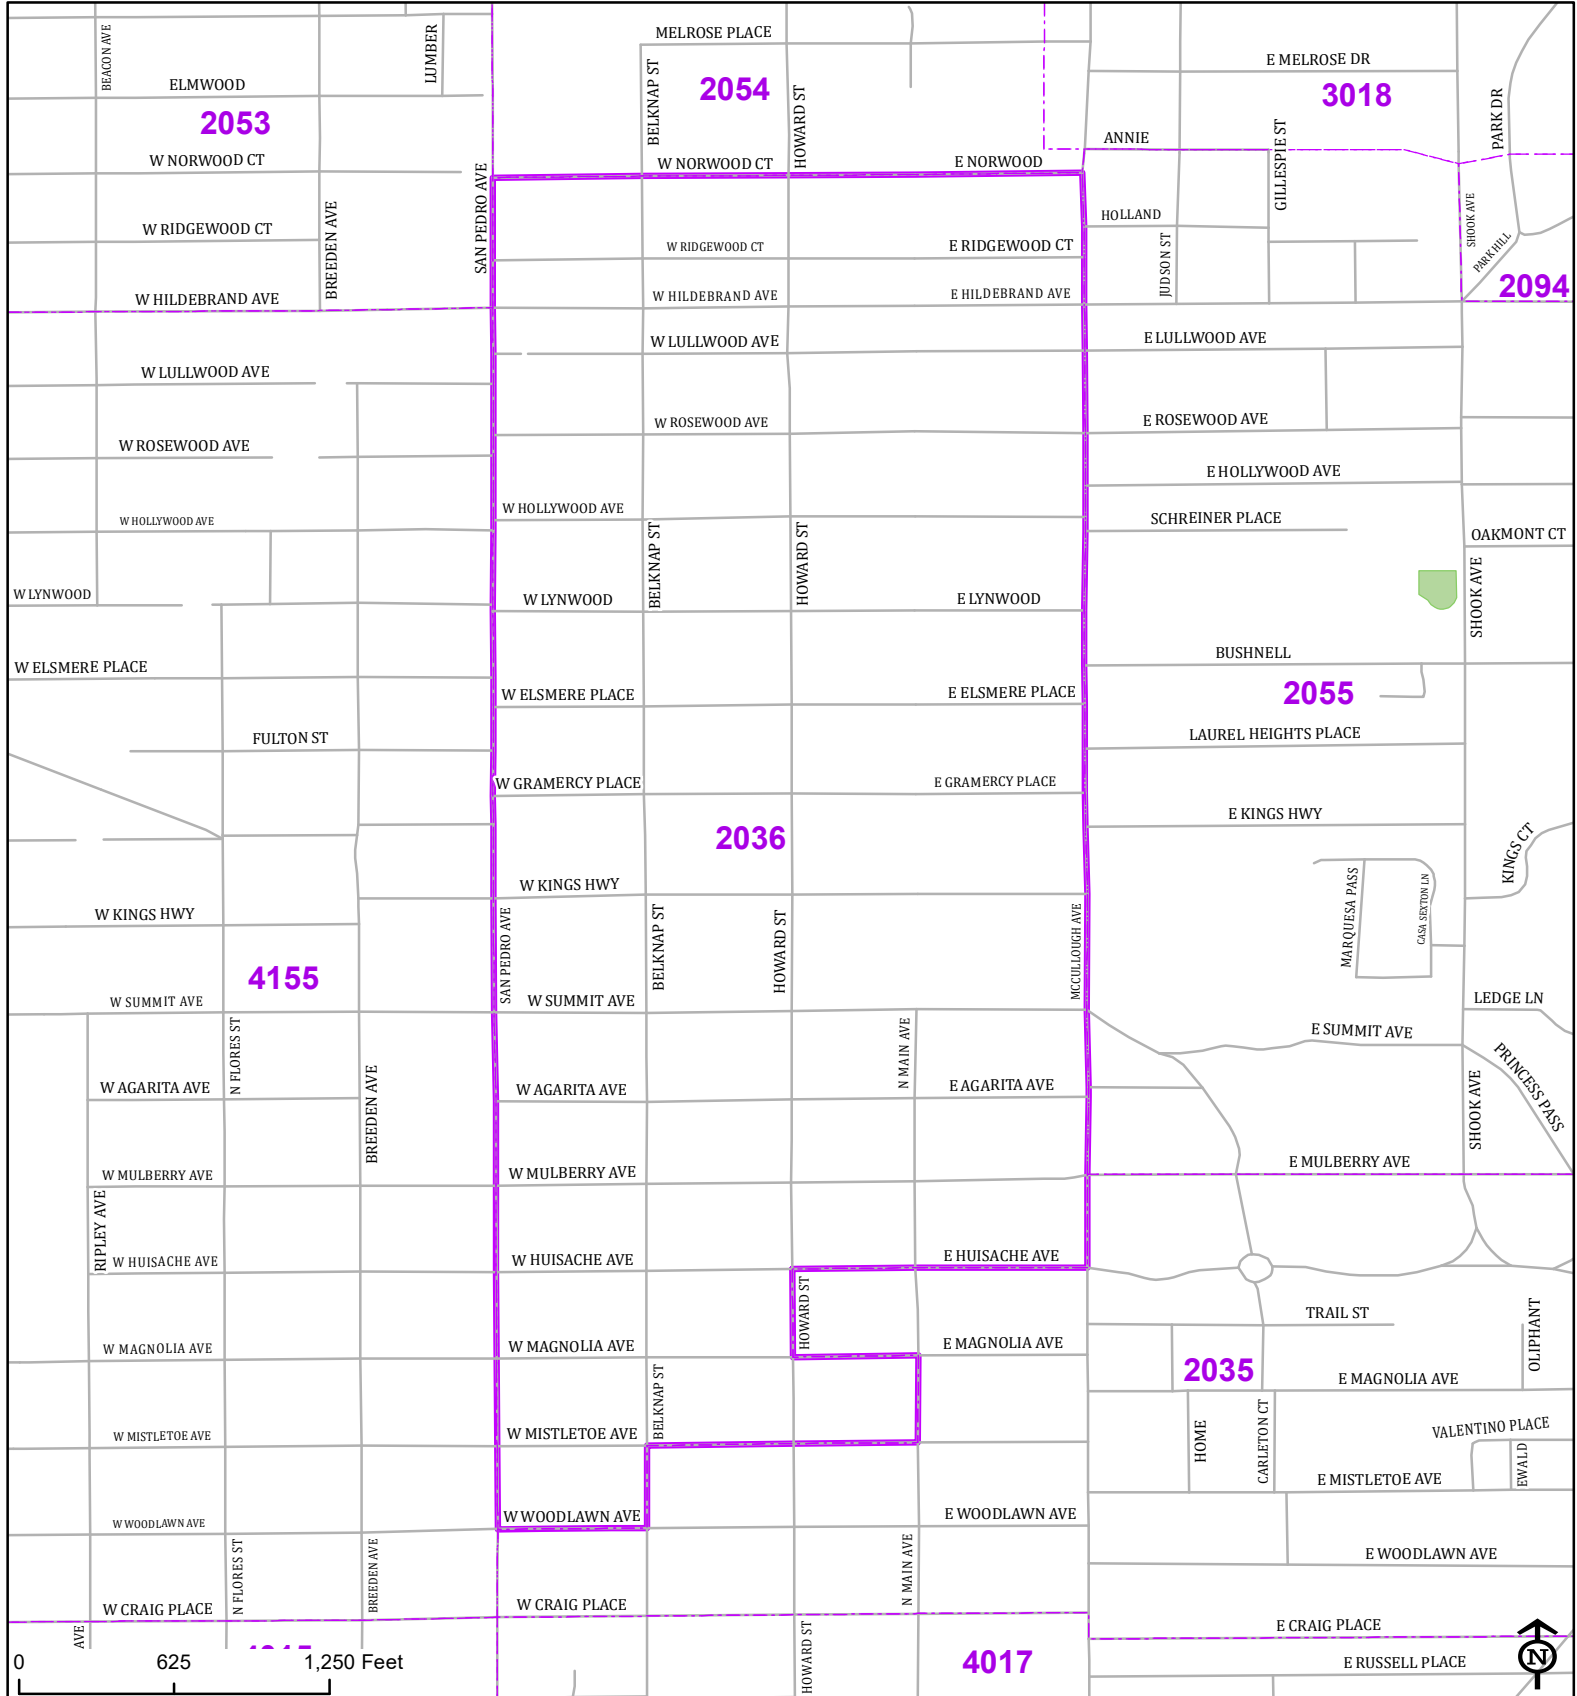 MELROSE PLACE
BEACON AVE
LUMBER
E MELROSE DR
ELMWOOD
2054
3018
2053
BELKNAP ST
HOWARD ST
PARK DR
ANNIE
GILLESPIE ST
W NORWOOD CT
W NORWOOD CT
E NORWOOD
SAN PEDRO AVE
HOLLAND
SHOOK AVE
W RIDGEWOOD CT
BREEDEN AVE
W RIDGEWOOD CT
E RIDGEWOOD CT
JUDSON ST
PARK HILL
W HILDEBRAND AVE
W HILDEBRAND AVE
E HILDEBRAND AVE
2094
W LULLWOOD AVE
E LULLWOOD AVE
W LULLWOOD AVE
W ROSEWOOD AVE
E ROSEWOOD AVE
W ROSEWOOD AVE
E HOLLYWOOD AVE
W HOLLYWOOD AVE
W HOLLYWOOD AVE
SCHREINER PLACE
OAKMONT CT
BELKNAP ST
HOWARD ST
SHOOK AVE
W LYNWOOD
W LYNWOOD
E LYNWOOD
BUSHNELL
W ELSMERE PLACE
W ELSMERE PLACE
E ELSMERE PLACE
2055
FULTON ST
LAUREL HEIGHTS PLACE
W GRAMERCY PLACE
E GRAMERCY PLACE
E KINGS HWY
2036
KINGS CT
W KINGS HWY
W KINGS HWY
MARQUESA PASS
CASA SEXTON LN
SAN PEDRO AVE
BELKNAP ST
HOWARD ST
MCCULLOUGH AVE
4155
W SUMMIT AVE
W SUMMIT AVE
LEDGE LN
E SUMMIT AVE
N FLORES ST
N MAIN AVE
PRINCESS PASS
W AGARITA AVE
W AGARITA AVE
E AGARITA AVE
BREEDEN AVE
SHOOK AVE
W MULBERRY AVE
W MULBERRY AVE
E MULBERRY AVE
RIPLEY AVE
W HUISACHE AVE
W HUISACHE AVE
E HUISACHE AVE
HOWARD ST
TRAIL ST
OLIPHANT
W MAGNOLIA AVE
W MAGNOLIA AVE
E MAGNOLIA AVE
2035
E MAGNOLIA AVE
BELKNAP ST
W MISTLETOE AVE
W MISTLETOE AVE
HOME
CARLETON CT
VALENTINO PLACE
E MISTLETOE AVE
EWALD
W WOODLAWN AVE
W WOODLAWN AVE
E WOODLAWN AVE
E WOODLAWN AVE
N FLORES ST
BREEDEN AVE
N MAIN AVE
W CRAIG PLACE
W CRAIG PLACE
E CRAIG PLACE
AVE
HOWARD ST
4017
E RUSSELL PLACE
0 625 1,250 Feet
N